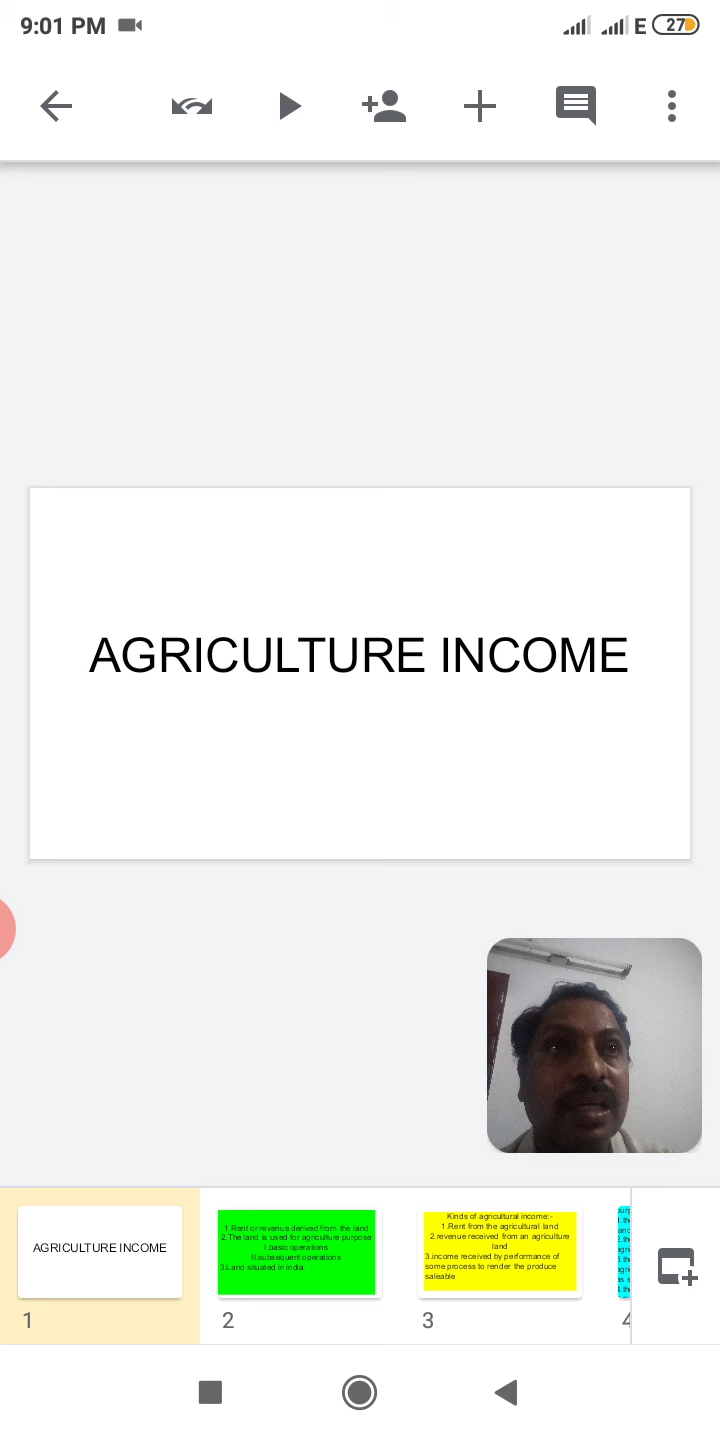 9:01 PM
E
27
AGRICULTURE INCOME
AGRICULTURE INCOME
1.Rent or revenue derived from the land
2.The land is used for agriculture purpose
I.basic operations
II.subsequent operations
3.Land situated in india.
Kinds of agricultural income:-
1.Rent from the agricultural land
2.revenue received from an agriculture
land
3.income received by performance of
some process to render the produce
saleable
1
2
3